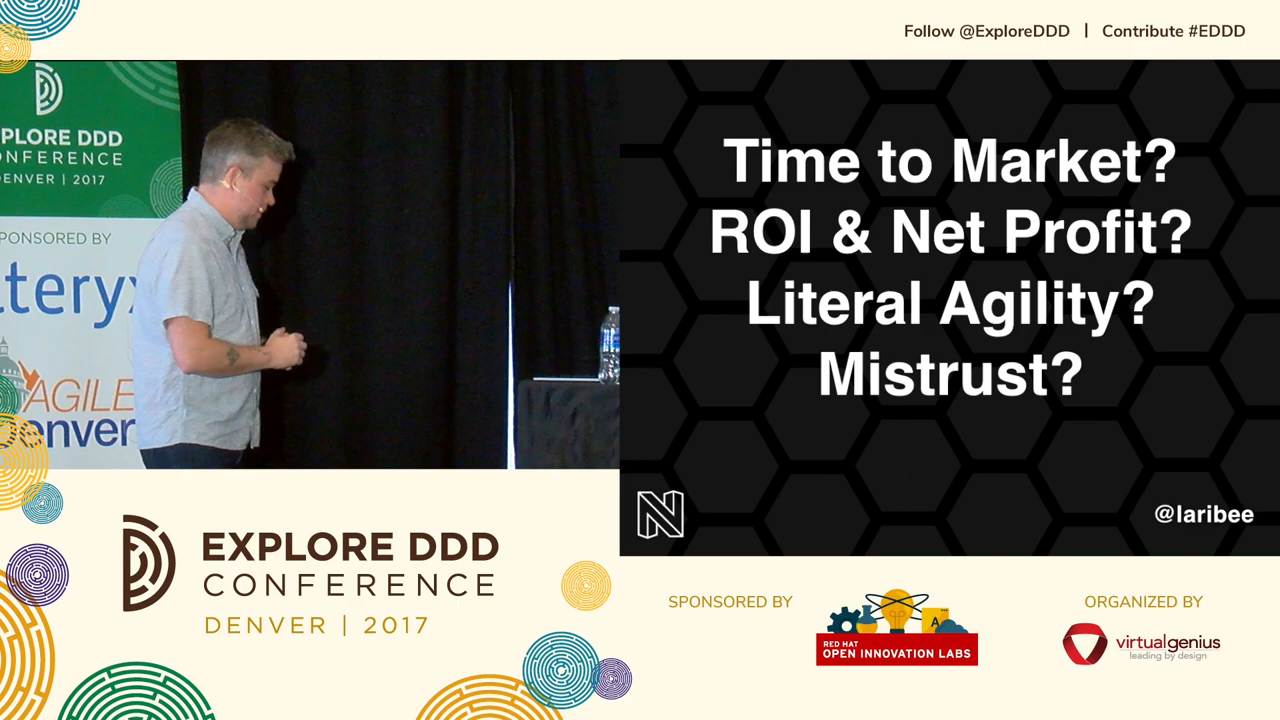 Follow @ExploreDDD | Contribute #EDDD
PLORE DDD
ONFERENCE
DENVER | 2017
PONSORED BY
teryx
AGILE
enver
Time to Market?
ROI & Net Profit?
Literal Agility?
Mistrust?
N
@laribee
EXPLORE DDD
CONFERENCE
DENVER | 2017
SPONSORED BY
A
RED HAT
OPEN INNOVATION LABS
ORGANIZED BY
virtualgenius
leading by design